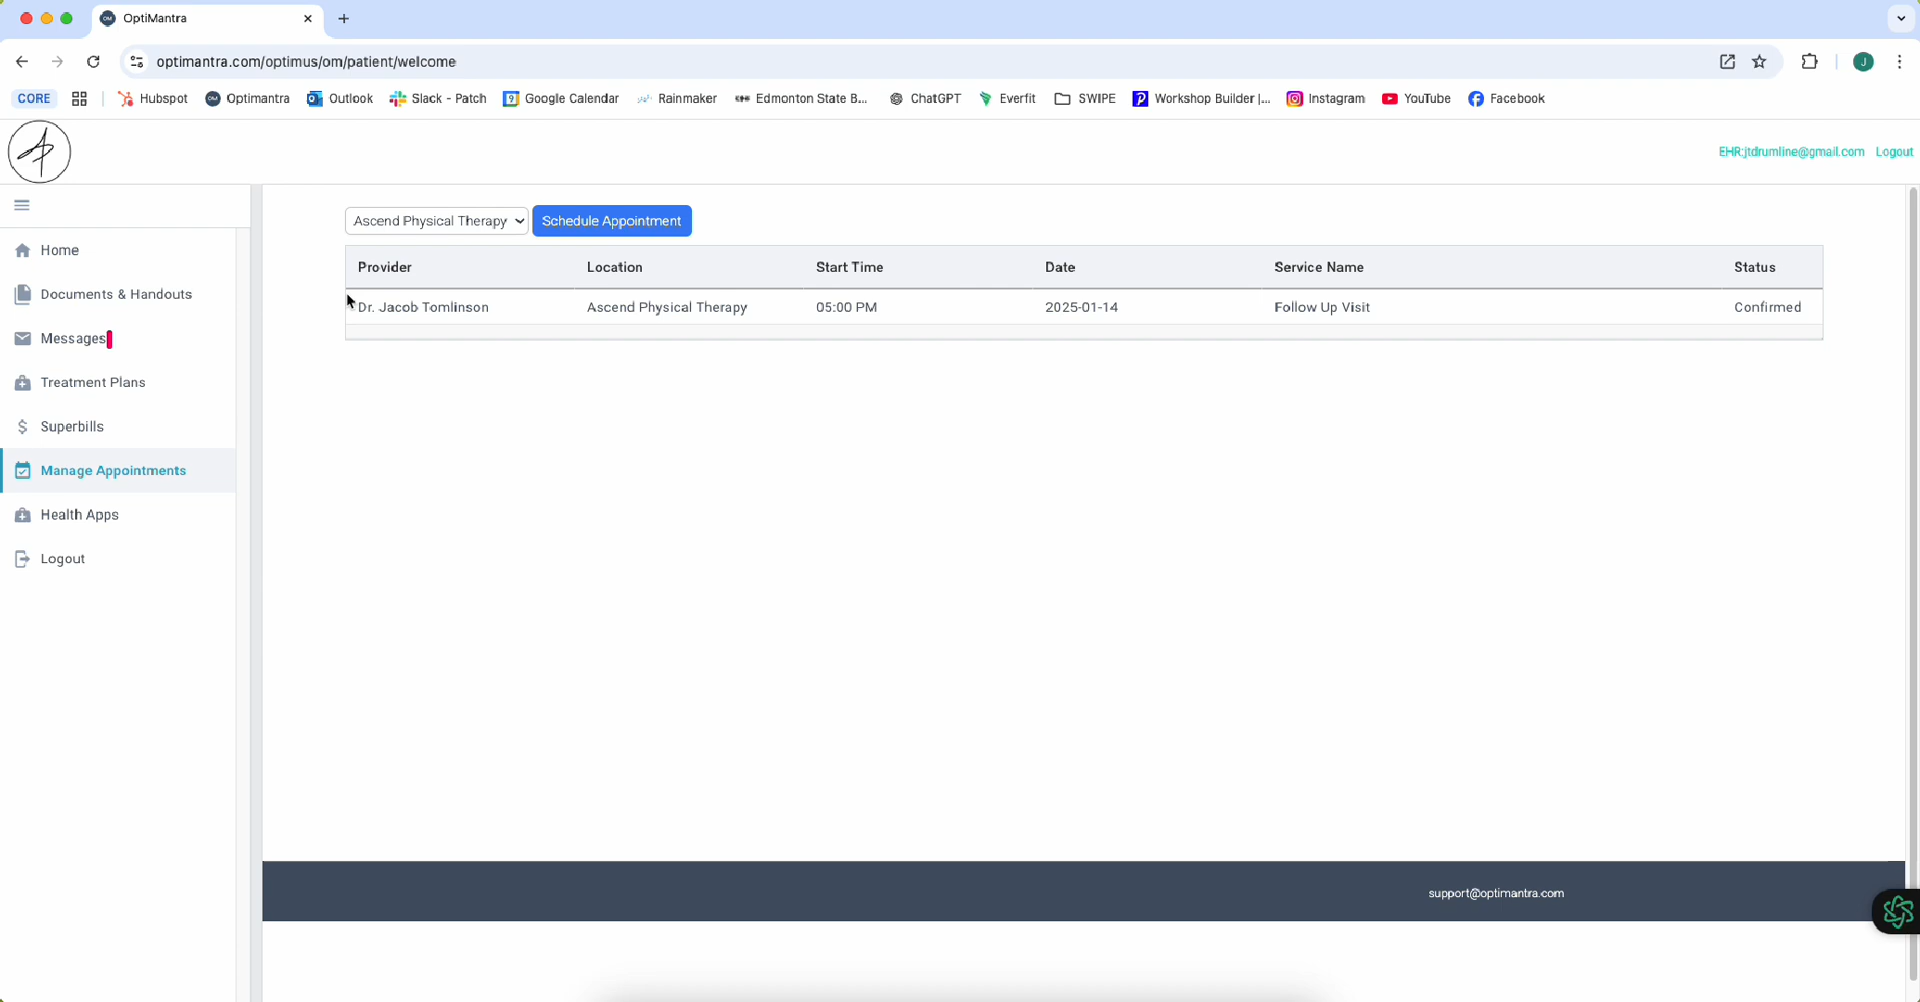 OptiMantra
optimantra.com/optimus/om/patient/welcome
J
CORE
Hubspot
Optimantra
Outlook
Slack - Patch
Google Calendar
Rainmaker
Edmonton State B...
ChatGPT
Everfit
SWIPE
Workshop Builder |...
Instagram
YouTube
Facebook
EHR:jtdrumline@gmail.com Logout
Home
Documents & Handouts
Messages
Treatment Plans
Superbills
Manage Appointments
Health Apps
Logout
Ascend Physical Therapy Schedule Appointment
Provider Location Start Time Date Service Name Status
Dr. Jacob Tomlinson Ascend Physical Therapy 05:00 PM 2025-01-14 Follow Up Visit Confirmed
support@optimantra.com